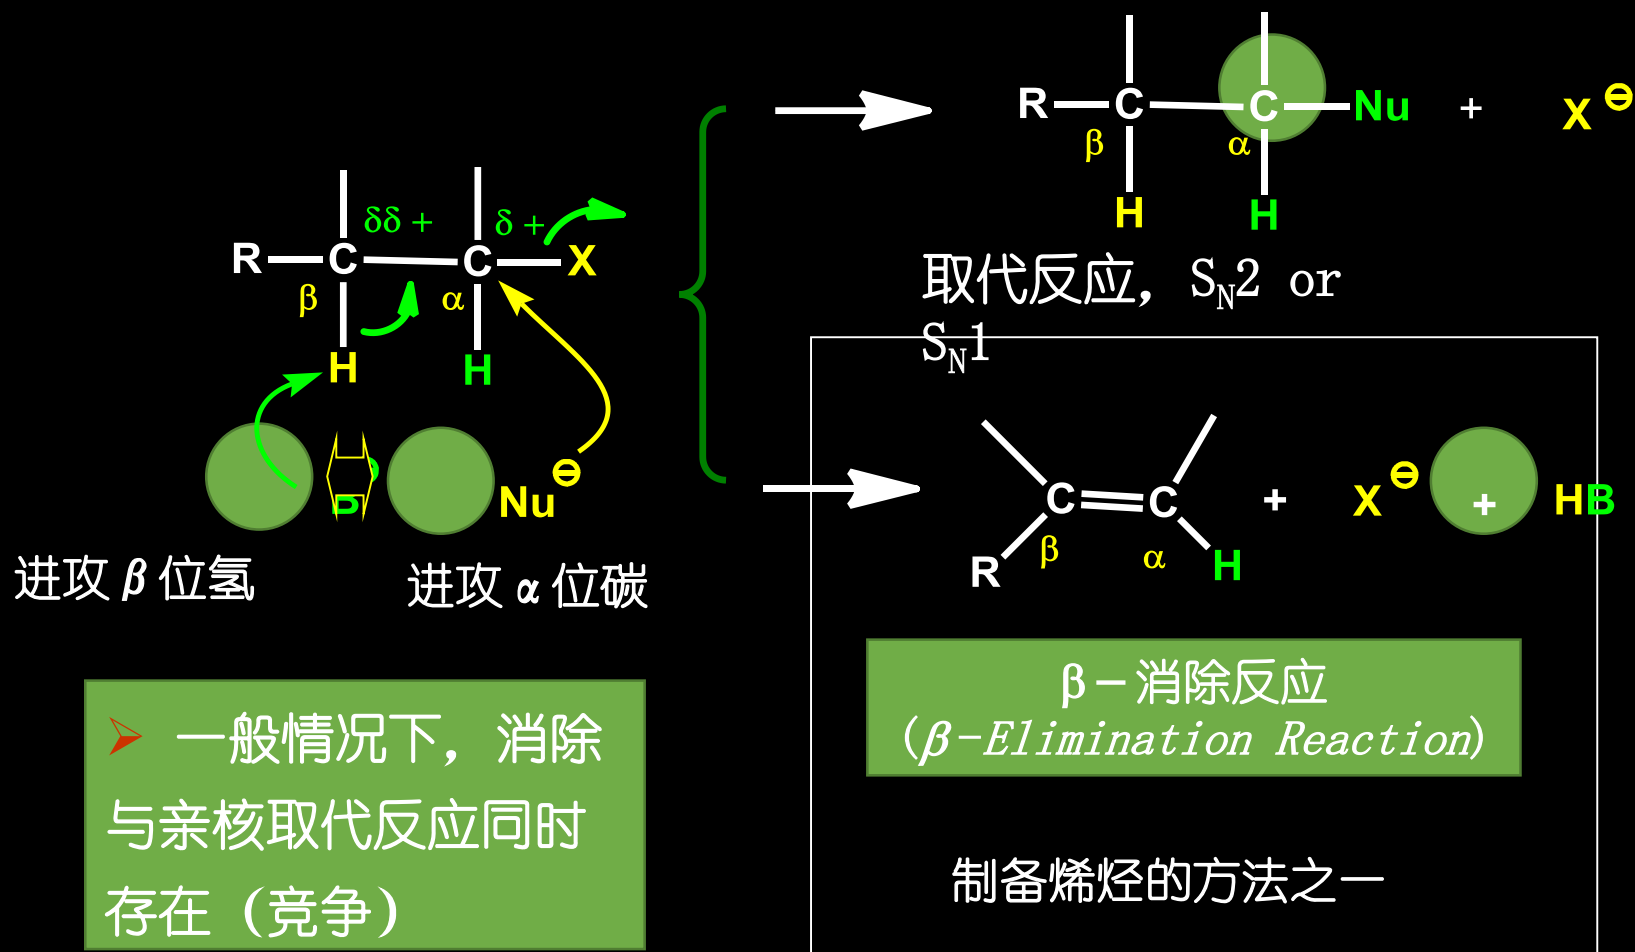 R C β H δδ + C α H δ + X
B Nu⊖
进攻 β 位氢
进攻 α 位碳
R C β H C α H Nu + X⊖
取代反应，SN2 or
SN1
R C β C α H + X⊖ + HB
β－消除反应
(β-Elimination Reaction)
制备烯烃的方法之一
一般情况下，消除
与亲核取代反应同时
存在（竞争）